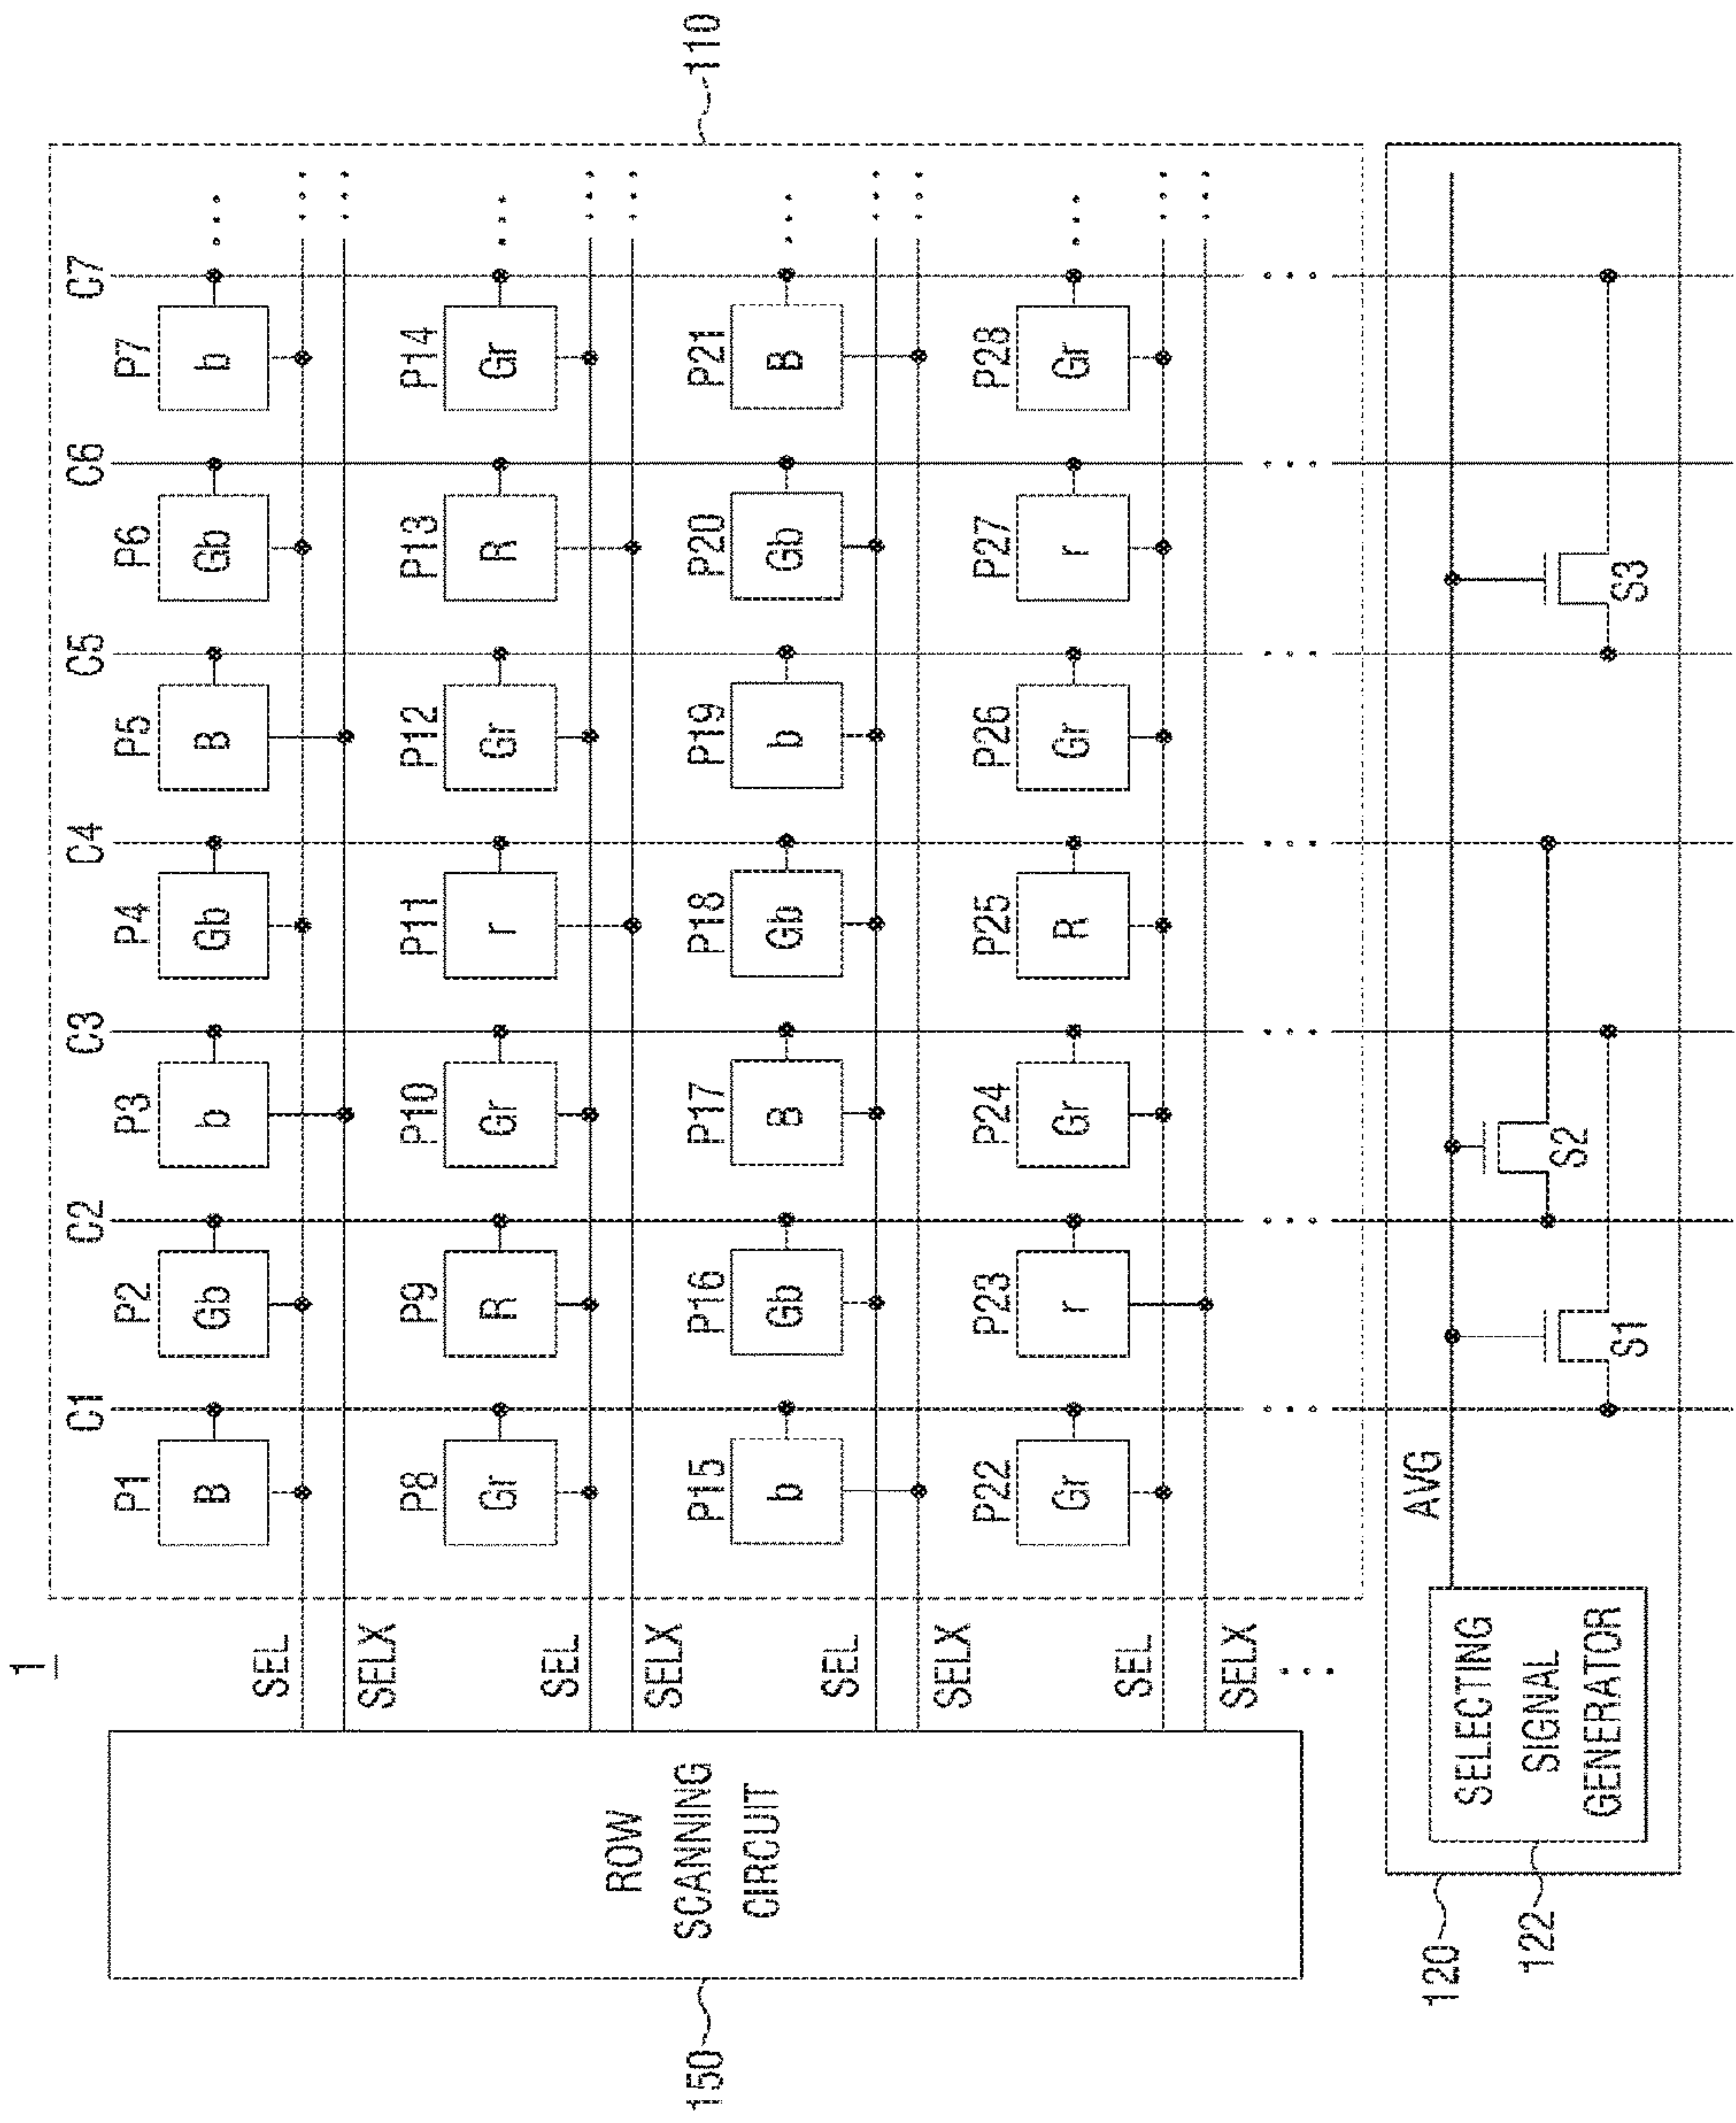 1
C1 C2 C3 C4 C5 C6 C7
P1 P2 P3 P4 P5 P6 P7
B Gb b Gb B Gb b
SEL
SELX
P8 P9 P10 P11 P12 P13 P14
Gr R Gr r Gr R Gr
SEL
SELX
P15 P16 P17 P18 P19 P20 P21
b Gb B Gb b Gb B
SEL
SELX
P22 P23 P24 P25 P26 P27 P28
Gr r Gr R Gr r Gr
SEL
SELX
ROW
SCANNING
CIRCUIT
150
110
AVG
SELECTING
SIGNAL
GENERATOR
S1 S2 S3
120
122